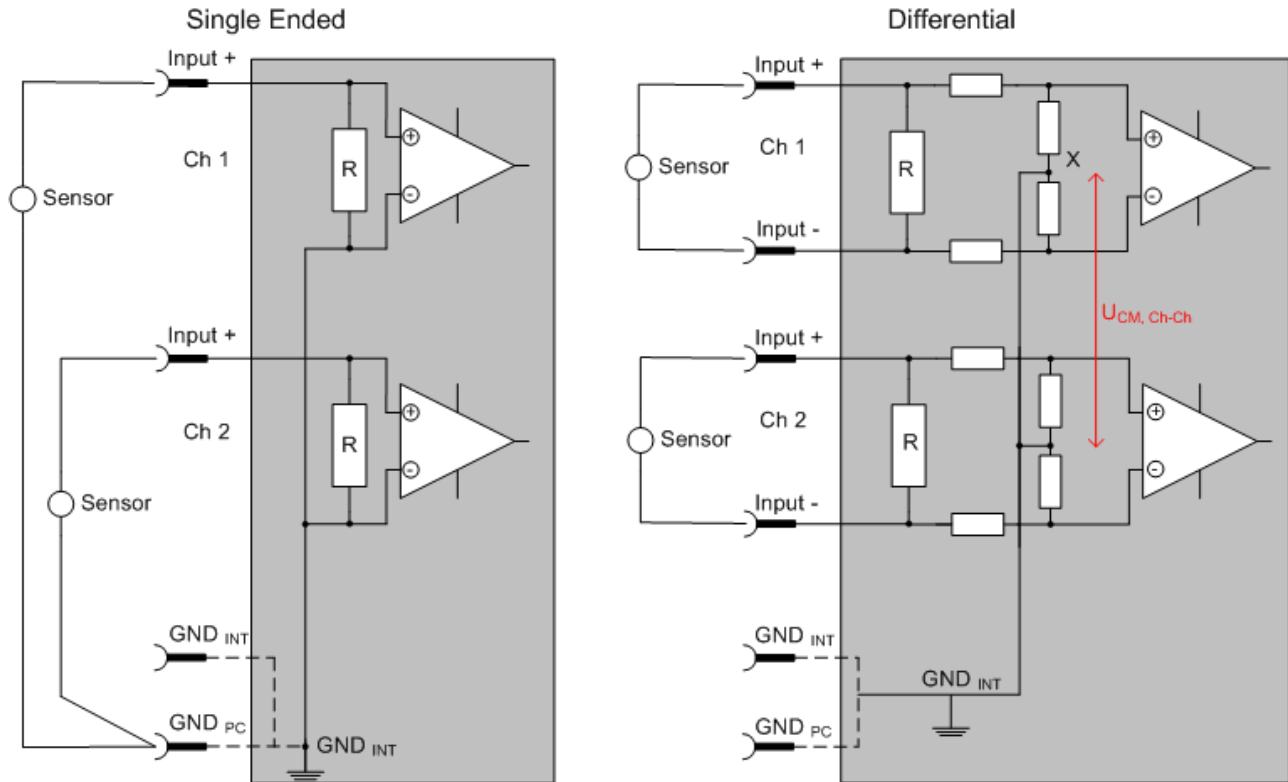 Single Ended
Input +
Ch 1
R
+
-
Sensor
Input +
Ch 2
R
+
-
Sensor
GND INT
GND PC
GND INT
Differential
Input +
Ch 1
Sensor
R
X
+
-
Input -
UCM, Ch-Ch
Input +
Ch 2
Sensor
R
+
-
Input -
GND INT
GND INT
GND PC